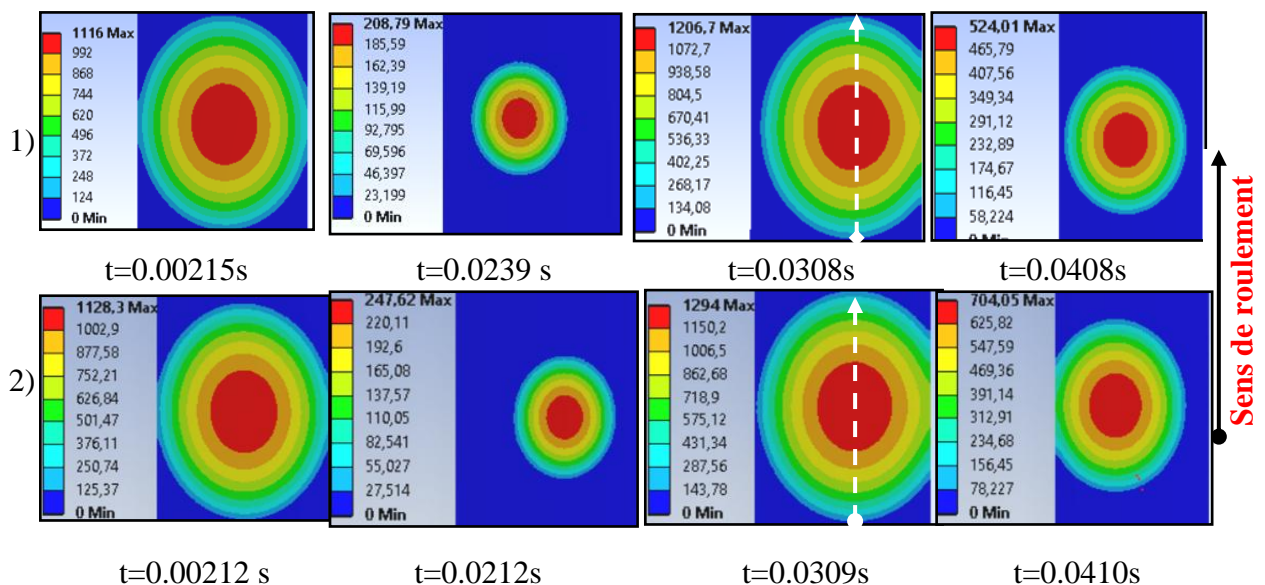 1)
1116 Max
992
868
744
620
496
372
248
124
0 Min
t=0.00215s
208,79 Max
185,59
162,39
139,19
115,99
92,795
69,596
46,397
23,199
0 Min
t=0.0239 s
1206,7 Max
1072,7
938,58
804,5
670,41
536,33
402,25
268,17
134,08
0 Min
t=0.0308s
524,01 Max
465,79
407,56
349,34
291,12
232,89
174,67
116,45
58,224
0 Min
t=0.0408s
2)
1128,3 Max
1002,9
877,58
752,21
626,84
501,47
376,11
250,74
125,37
0 Min
t=0.00212 s
247,62 Max
220,11
192,6
165,08
137,57
110,05
82,541
55,027
27,514
0 Min
t=0.0212s
1294 Max
1150,2
1006,5
862,68
718,9
575,12
431,34
287,56
143,78
0 Min
t=0.0309s
704,05 Max
625,82
547,59
469,36
391,14
312,91
234,68
156,45
78,227
0 Min
t=0.0410s
Sens de roulement